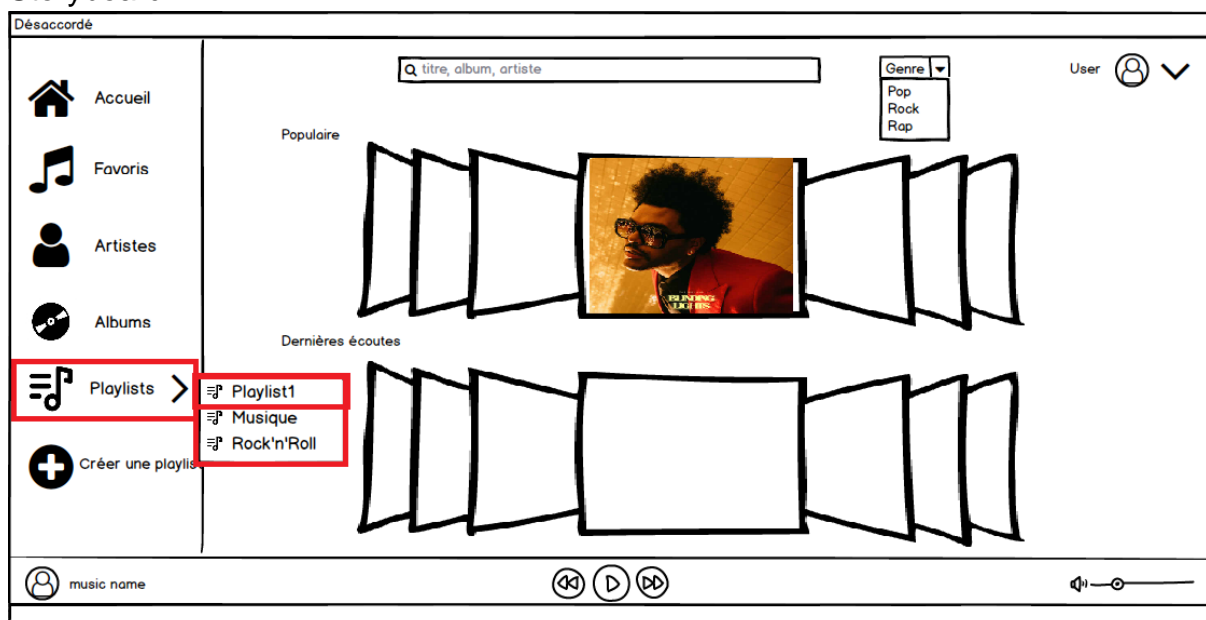 Désaccordé
titre, album, artiste
Genre
Pop
Rock
Rap
User
Accueil
Favoris
Artistes
Albums
Playlists
Créer une playlis
Playlist1
Musique
Rock'n'Roll
Populaire
BLINDING
LIGHTS
Dernières écoutes
music name